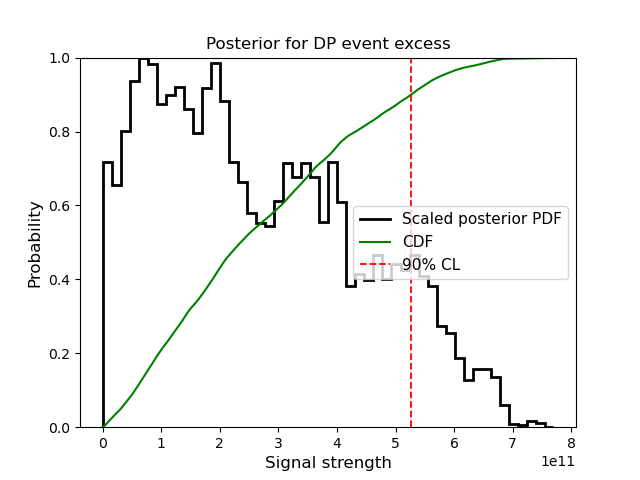 Posterior for DP event excess
Probability
1.0
0.8
0.6
0.4
0.2
0.0
Scaled posterior PDF
CDF
90% CL
0 1 2 3 4 5 6 7 8
1e11
Signal strength